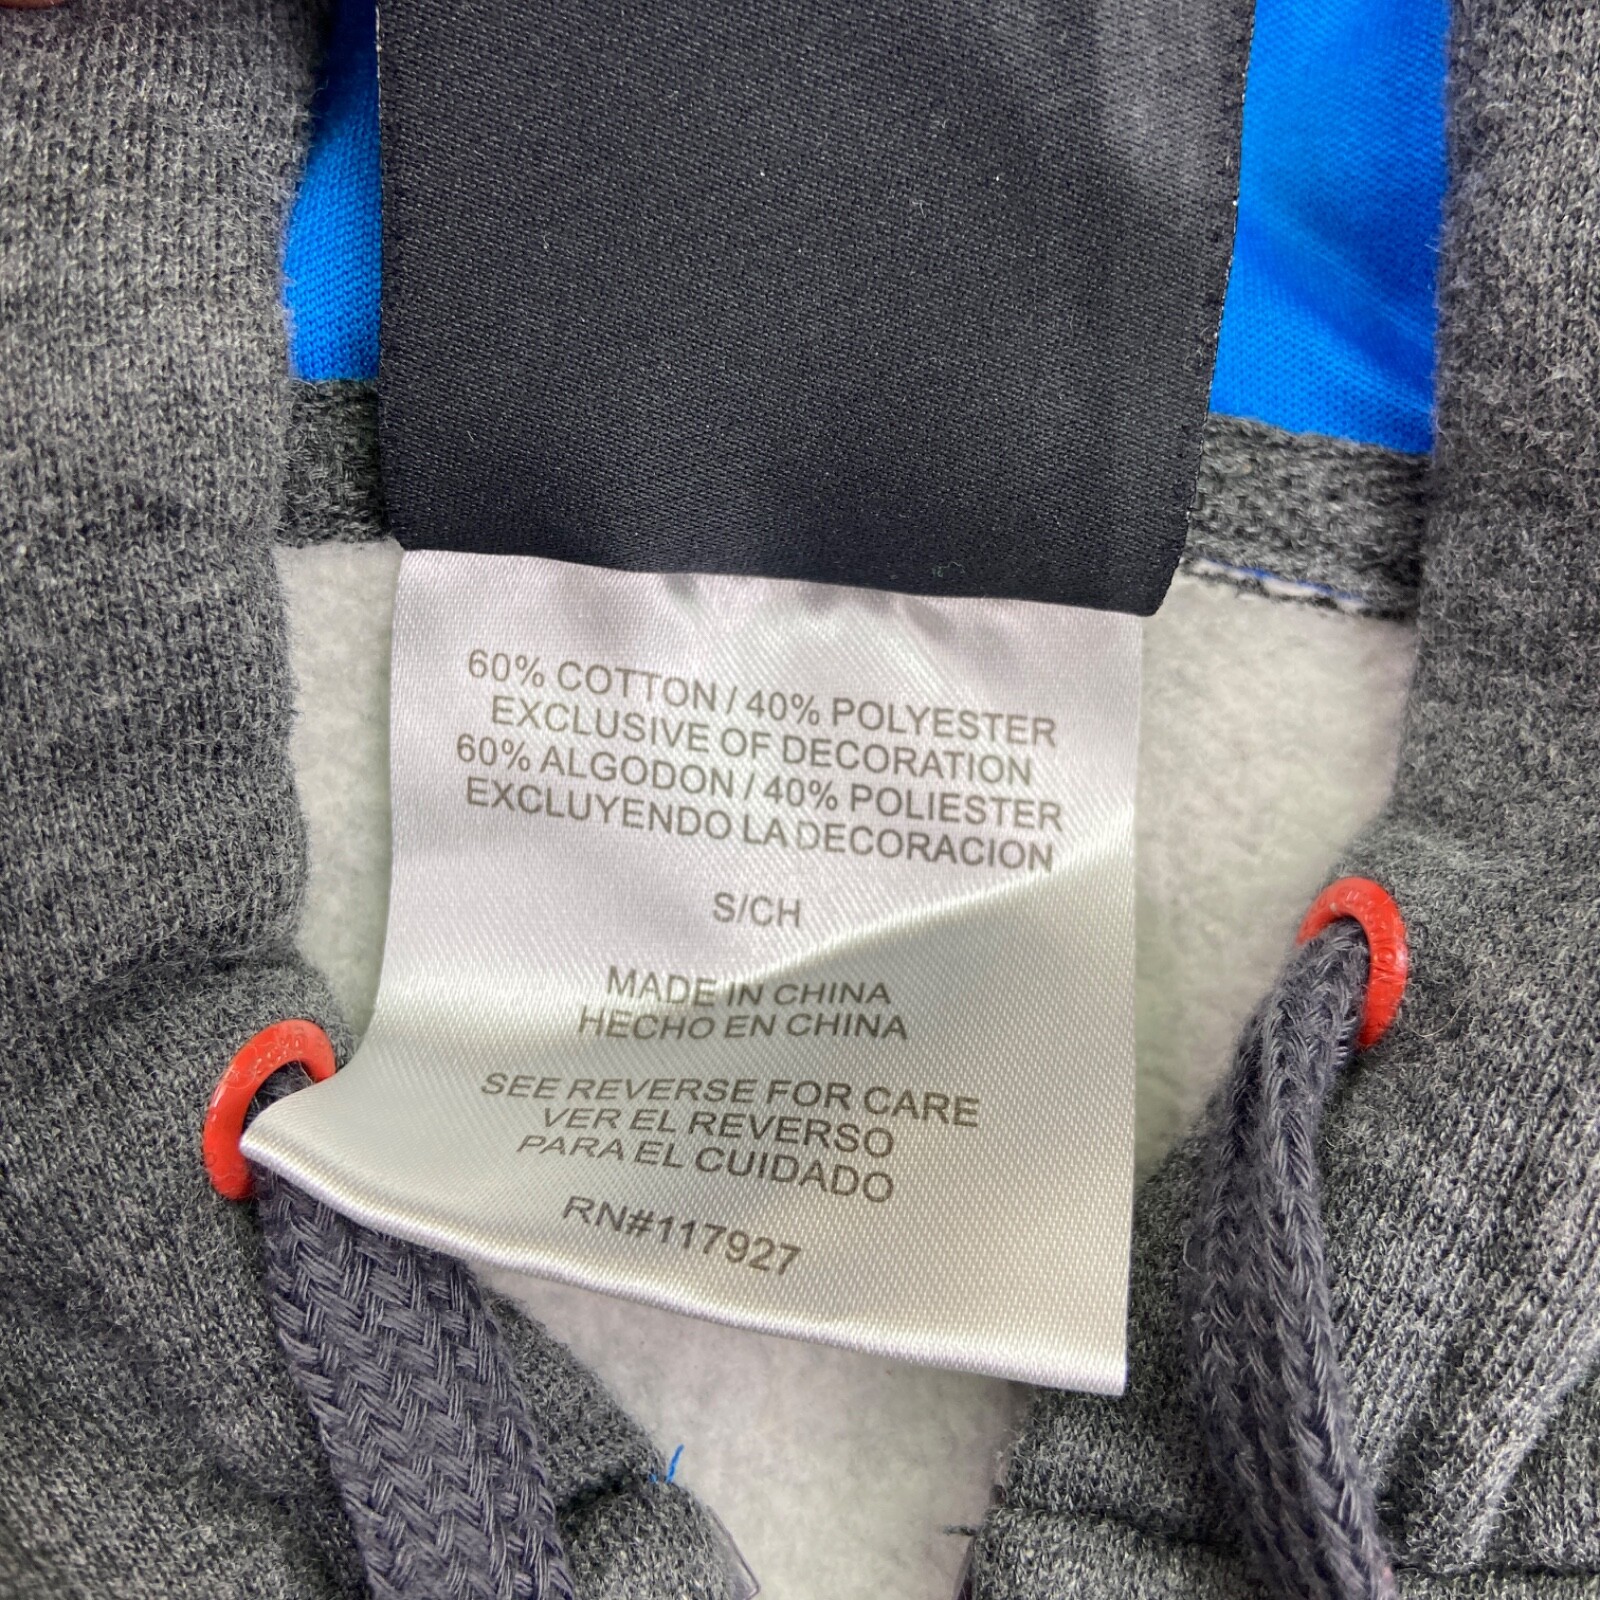 60% COTTON / 40% POLYESTER
EXCLUSIVE OF DECORATION
60% ALGODON / 40% POLIESTER
EXCLUYENDO LA DECORACION
S/CH
MADE IN CHINA
HECHO EN CHINA
SEE REVERSE FOR CARE
VER EL REVERSO
PARA EL CUIDADO
RN#117927